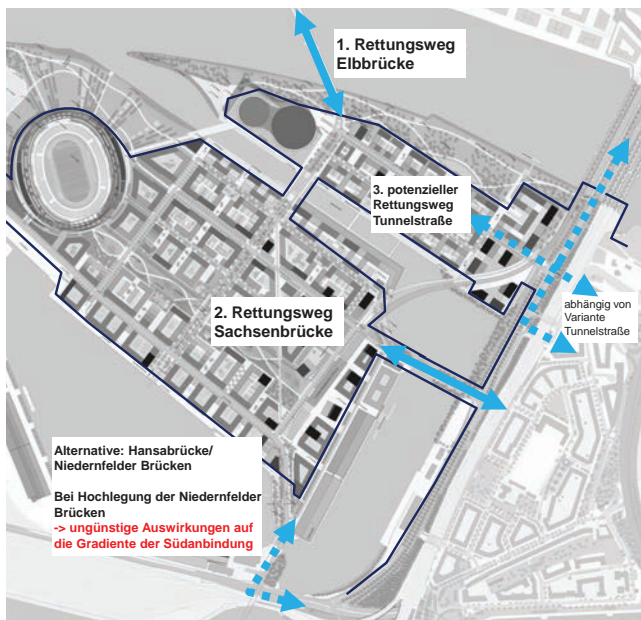 1. Rettungsweg
Elbbrücke
3. potenzieller
Rettungsweg
Tunnelstraße
abhängig von
Variante
Tunnelstraße
2. Rettungsweg
Sachsenbrücke
Alternative: Hansabrücke/
Niedernfelder Brücken
Bei Hochlegung der Niedernfelder
Brücken
-> ungünstige Auswirkungen auf
die Gradiente der Südanbindung